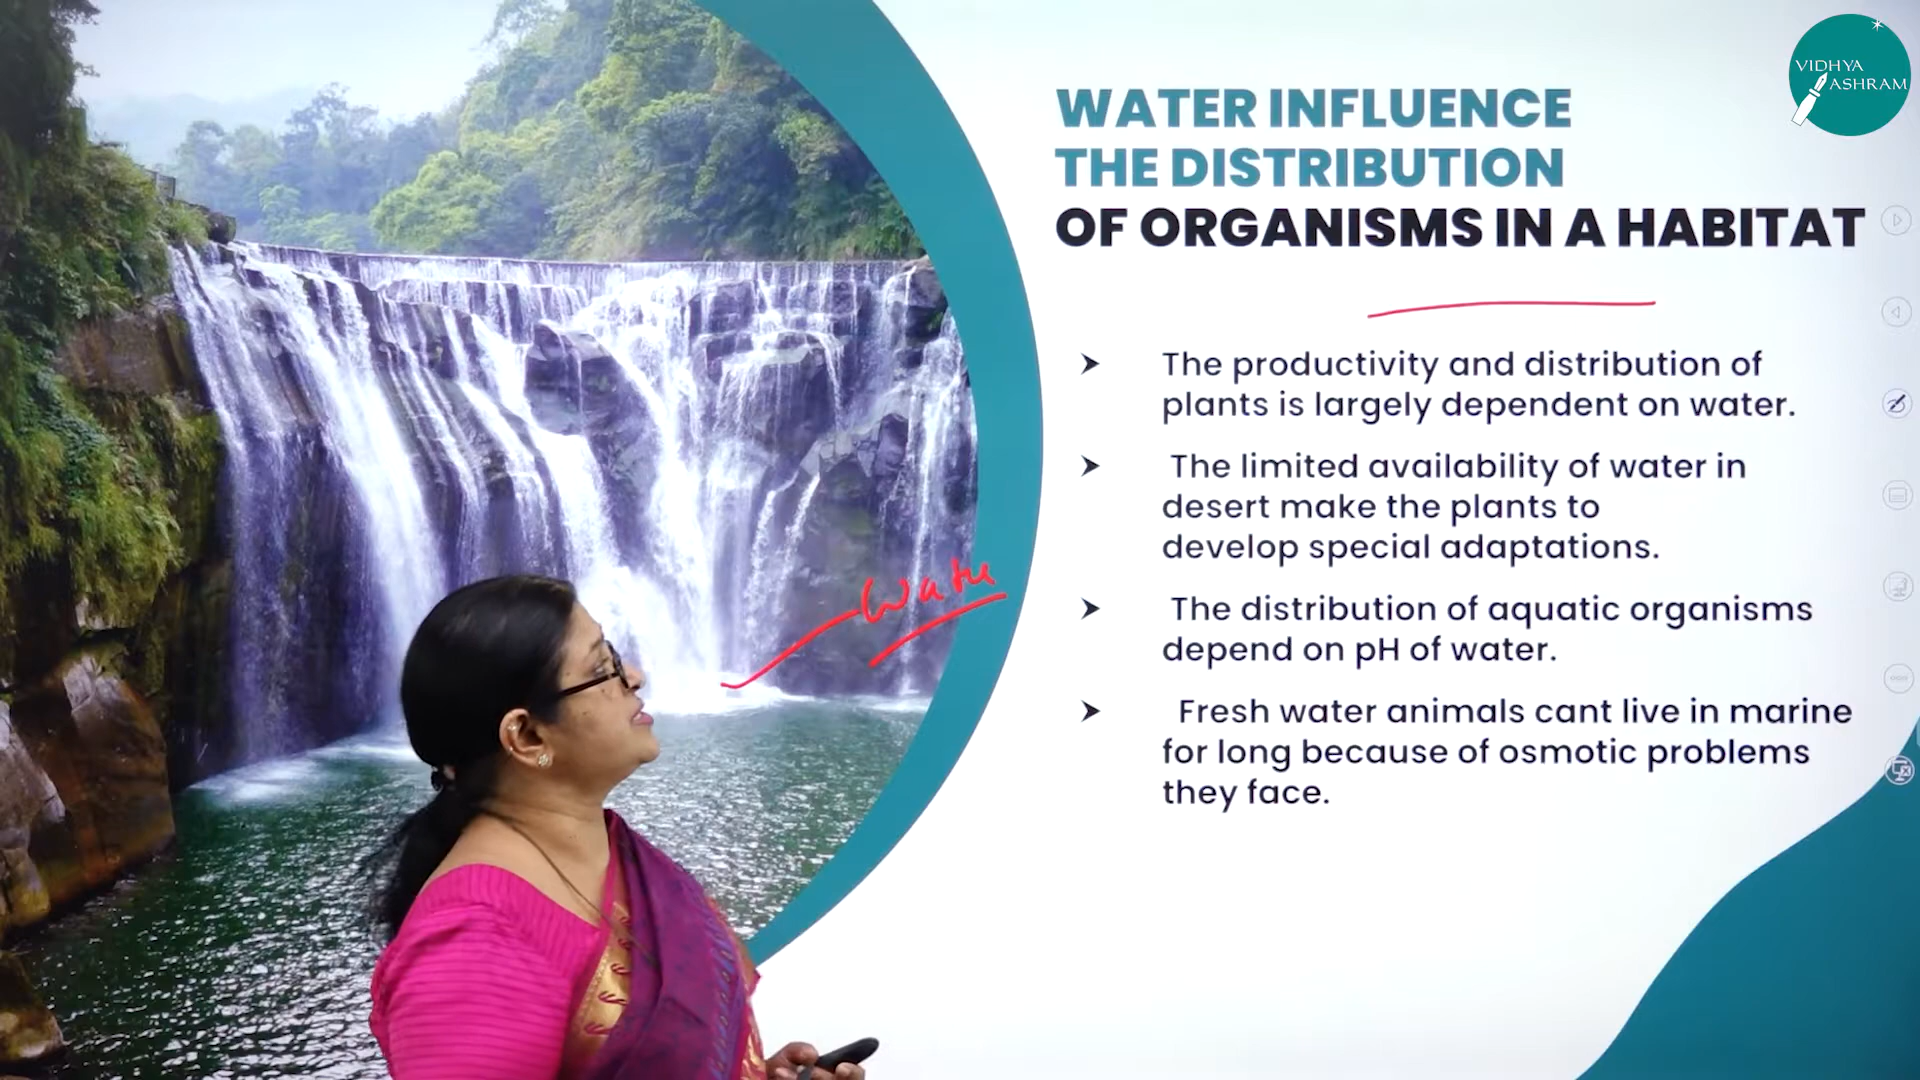 VIDHYA
ASHRAM
WATER INFLUENCE
THE DISTRIBUTION
OF ORGANISMS IN A HABITAT
➤ The productivity and distribution of
plants is largely dependent on water.
➤ The limited availability of water in
desert make the plants to
develop special adaptations.
➤ The distribution of aquatic organisms
depend on pH of water.
➤ Fresh water animals cant live in marine
for long because of osmotic problems
they face.
Water